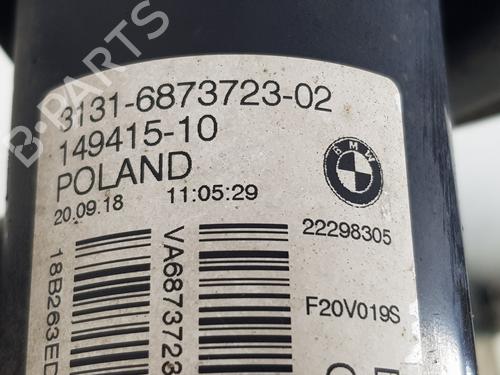 B-PARTS
3131-6873723-02
149415-10
POLAND
BMW
20.09.18 11:05:29
22298305
F20V019S
18B263ED
VA6873723